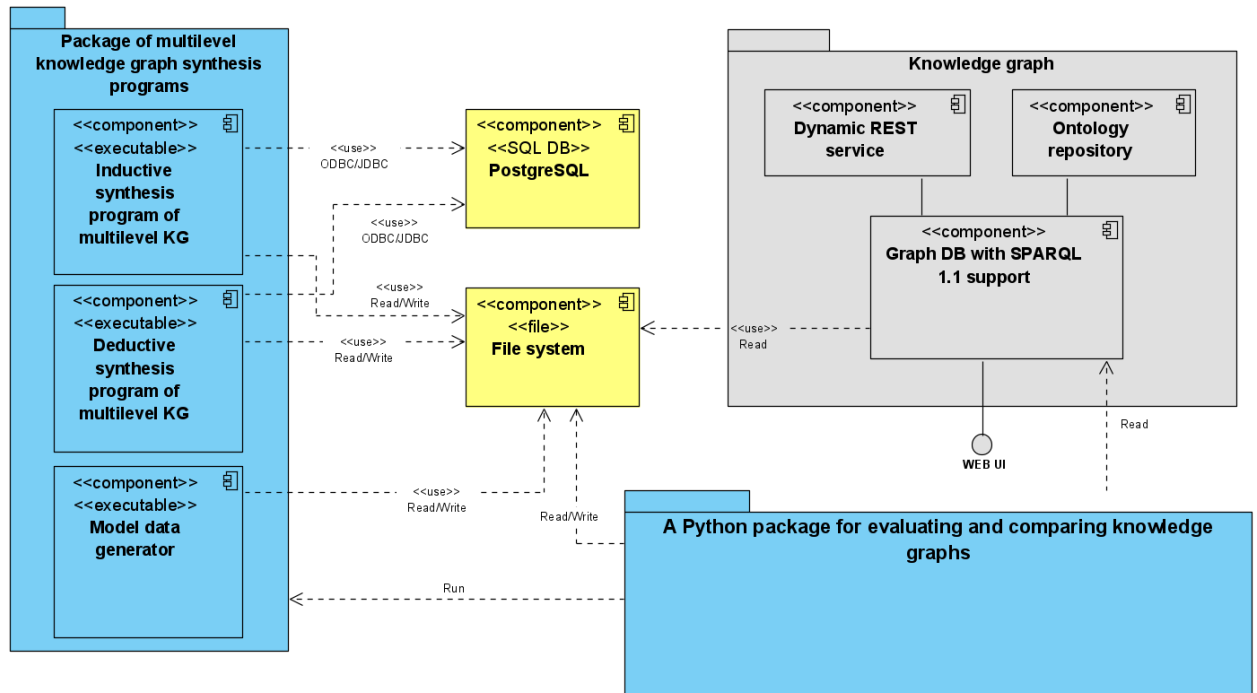 Package of multilevel
knowledge graph synthesis
programs
<<component>>
<<executable>>
Inductive
synthesis
program of
multilevel KG
<<component>>
<<executable>>
Deductive
synthesis
program of
multilevel KG
<<component>>
<<executable>>
Model data
generator
<<use>>
ODBC/JDBC
<<use>>
ODBC/JDBC
<<use>>
Read/Write
<<use>>
Read/Write
<<use>>
Read/Write
<<component>>
<<SQL DB>>
PostgreSQL
<<component>>
<<file>>
File system
Read/Write
Run
Knowledge graph
<<component>>
Dynamic REST
service
<<component>>
Ontology
repository
<<component>>
Graph DB with SPARQL
1.1 support
<<use>>
Read
WEB UI
Read
A Python package for evaluating and comparing knowledge
graphs